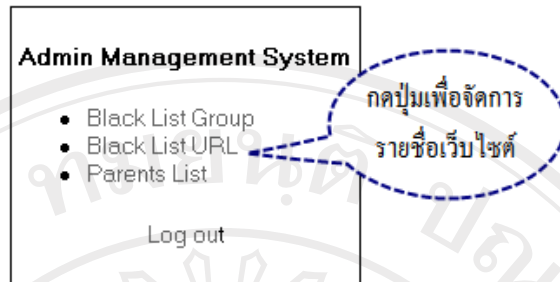 Admin Management System
Black List Group
Black List URL
Parents List
Log out
กดปุ่มเพื่อจัดการ
รายชื่อเว็บไซต์